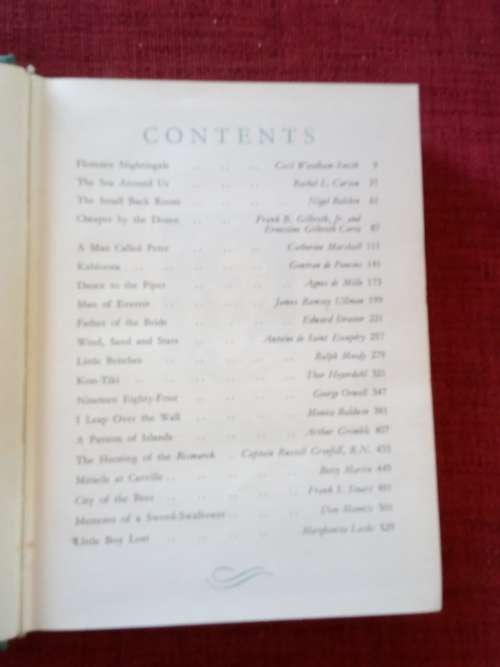 CONTENTS
Florence Nightingale .. .. .. Cecil Woodham-Smith 9
The Sea Around Us .. .. .. Rachel L. Carson 37
The Small Back Room .. .. .. Nigel Balchin 61
Cheaper by the Dozen .. .. Frank B. Gilbreth, Jr. and
Ernestine Gilbreth Carey 87
A Man Called Peter .. .. .. Catherine Marshall 111
Kabloona .. .. .. .. Gontran de Poncins 141
Dance to the Piper .. .. .. Agnes de Mille 173
Man of Everest .. .. .. James Ramsey Ullman 199
Father of the Bride .. .. .. Edward Streeter 221
Wind, Sand and Stars .. .. Antoine de Saint Exupéry 257
Little Britches .. .. .. .. Ralph Moody 279
Kon-Tiki .. .. .. .. Thor Heyerdahl 321
Nineteen Eighty-Four .. .. .. George Orwell 347
I Leap Over the Wall .. .. .. Monica Baldwin 381
A Pattern of Islands .. .. .. Arthur Grimble 407
The Hunting of the Bismarck .. Captain Russell Grenfell, R.N. 433
Miracle at Carville .. .. .. .. Betty Martin 445
City of the Bees .. .. .. Frank S. Stuart 481
Memoirs of a Sword-Swallower .. .. .. Dan Mannix 501
Little Boy Lost .. .. .. Marghanita Laski 529